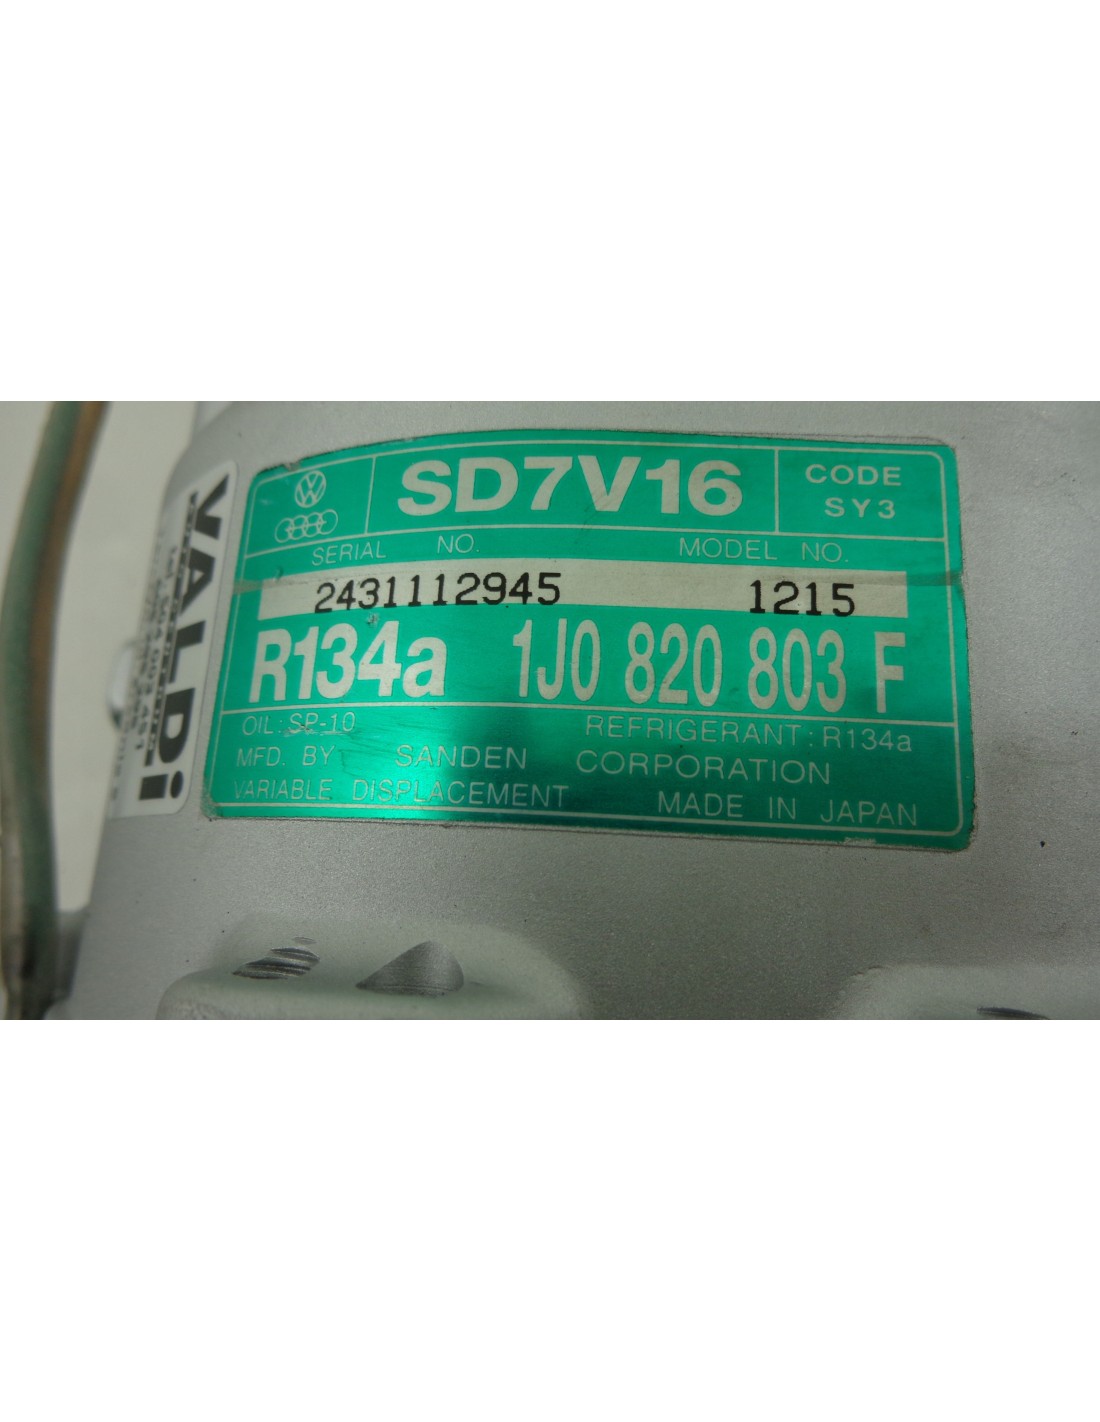 SD7V16
CODE
SY3
SERIAL NO.
MODEL NO.
2431112945
1215
R134a
1J0 820 803 F
OIL: SP-10
REFRIGERANT: R134a
MFD. BY SANDEN CORPORATION
VARIABLE DISPLACEMENT
MADE IN JAPAN
VALDi